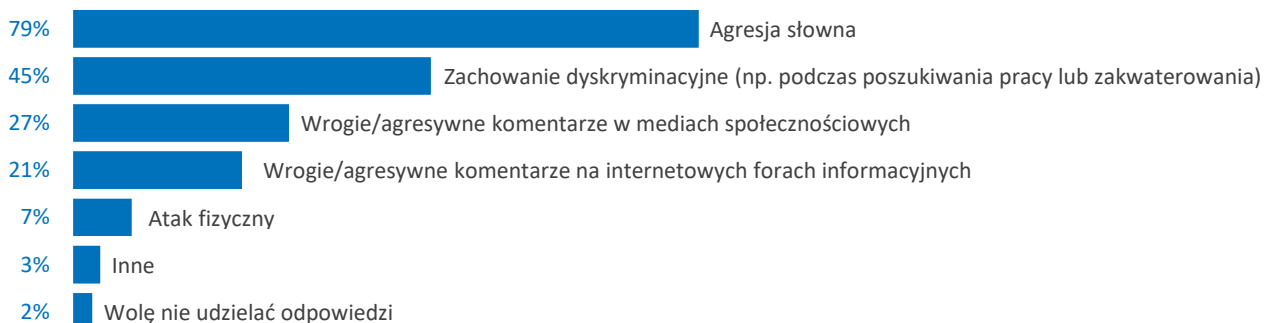 79% Agresja słowna
45% Zachowanie dyskryminacyjne (np. podczas poszukiwania pracy lub zakwaterowania)
27% Wrogie/agresywne komentarze w mediach społecznościowych
21% Wrogie/agresywne komentarze na internetowych forach informacyjnych
7% Atak fizyczny
3% Inne
2% Wolę nie udzielać odpowiedzi